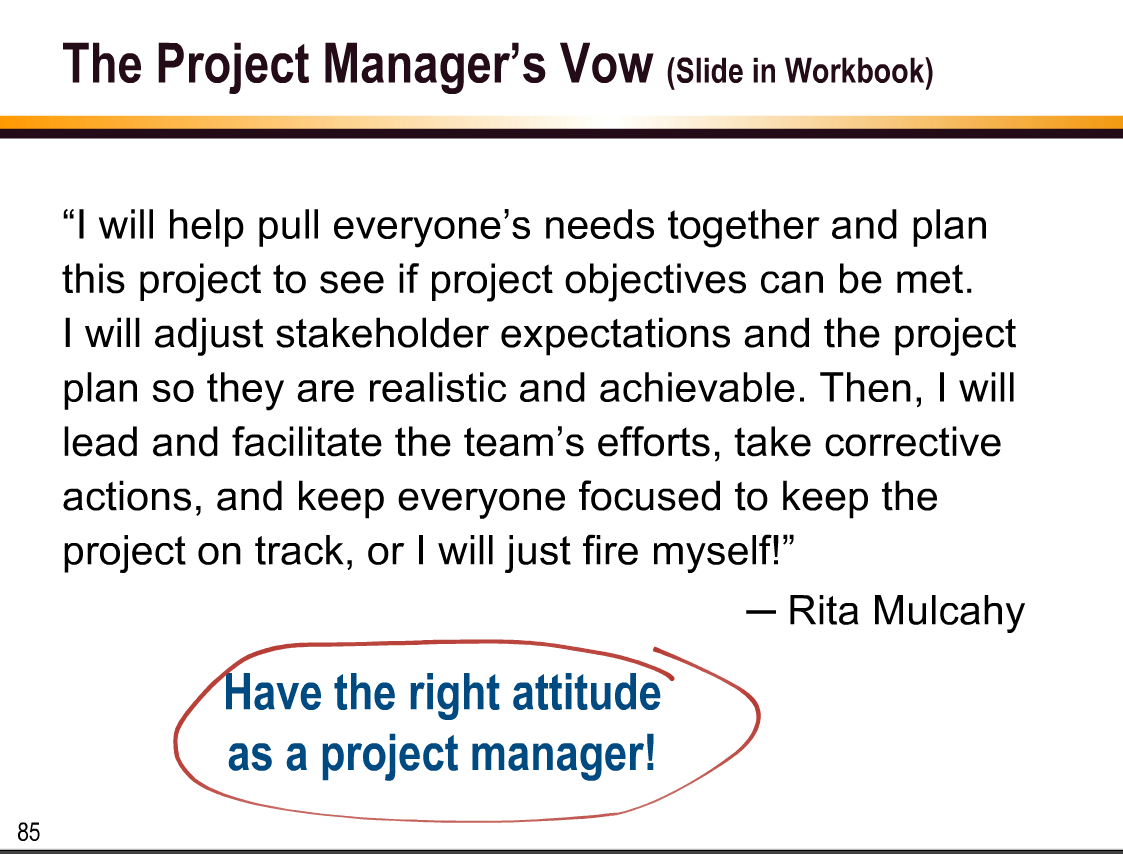 The Project Manager’s Vow (Slide in Workbook)
“I will help pull everyone’s needs together and plan
this project to see if project objectives can be met.
I will adjust stakeholder expectations and the project
plan so they are realistic and achievable. Then, I will
lead and facilitate the team’s efforts, take corrective
actions, and keep everyone focused to keep the
project on track, or I will just fire myself!”
─ Rita Mulcahy
Have the right attitude
as a project manager!
85